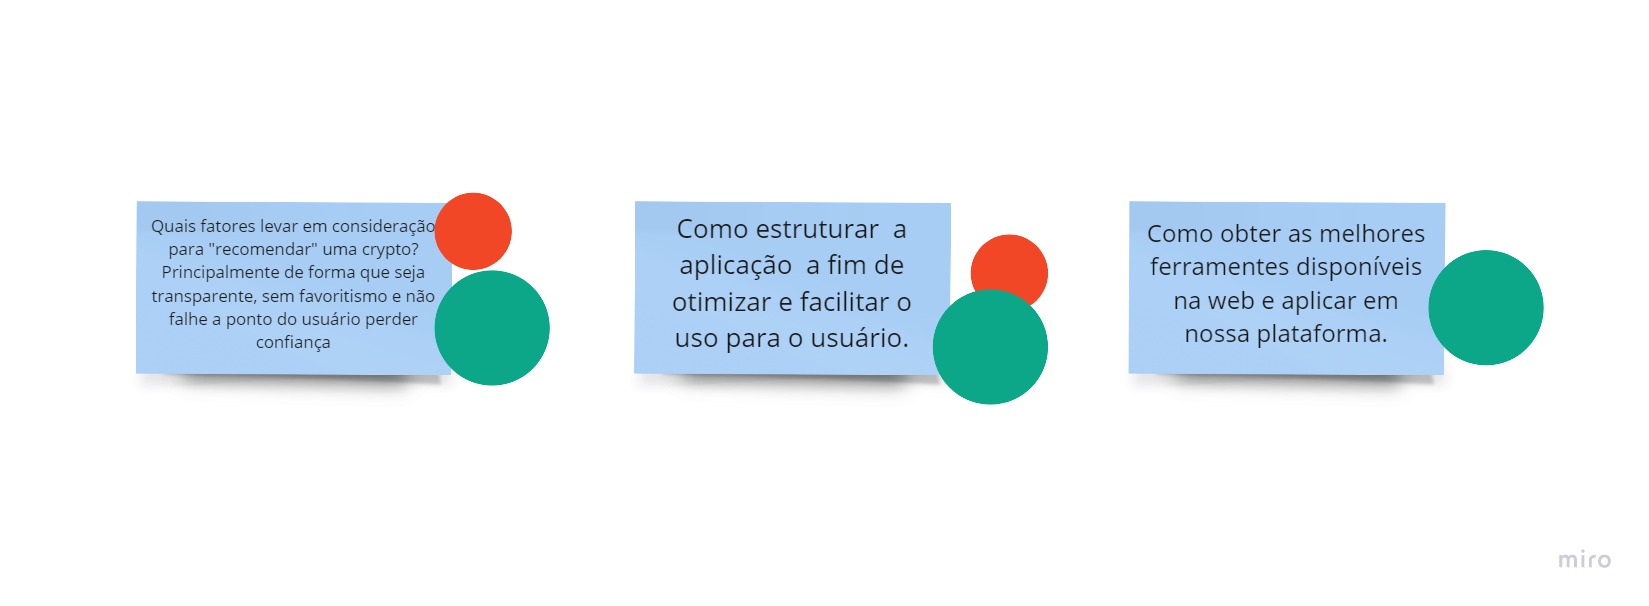 Quais fatores levar em consideração
para "recomendar" uma crypto?
Principalmente de forma que seja
transparente, sem favoritismo e não
falhe a ponto do usuário perder
confiança
Como estruturar  a
aplicação  a fim de
otimizar e facilitar o
uso para o usuário.
Como obter as melhores
ferramentes disponíveis
na web e aplicar em
nossa plataforma.
miro